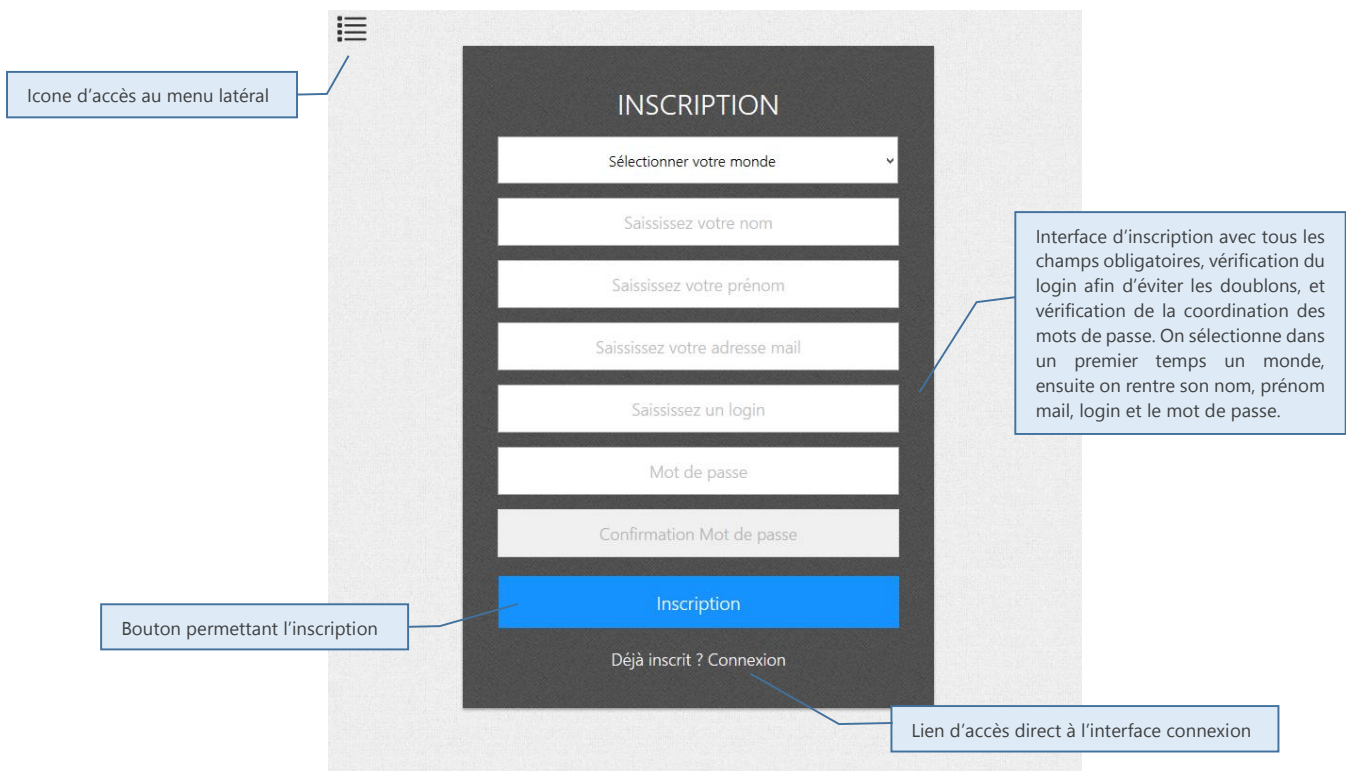 Icone d'accès au menu latéral
INSCRIPTION
Sélectionner votre monde
Saississez votre nom
Saississez votre prénom
Saississez votre adresse mail
Saississez un login
Mot de passe
Confirmation Mot de passe
Inscription
Déjà inscrit ? Connexion
Interface d'inscription avec tous les
champs obligatoires, vérification du
login afin d'éviter les doublons, et
vérification de la coordination des
mots de passe. On sélectionne dans
un premier temps un monde,
ensuite on rentre son nom, prénom
mail, login et le mot de passe.
Bouton permettant l'inscription
Lien d'accès direct à l'interface connexion